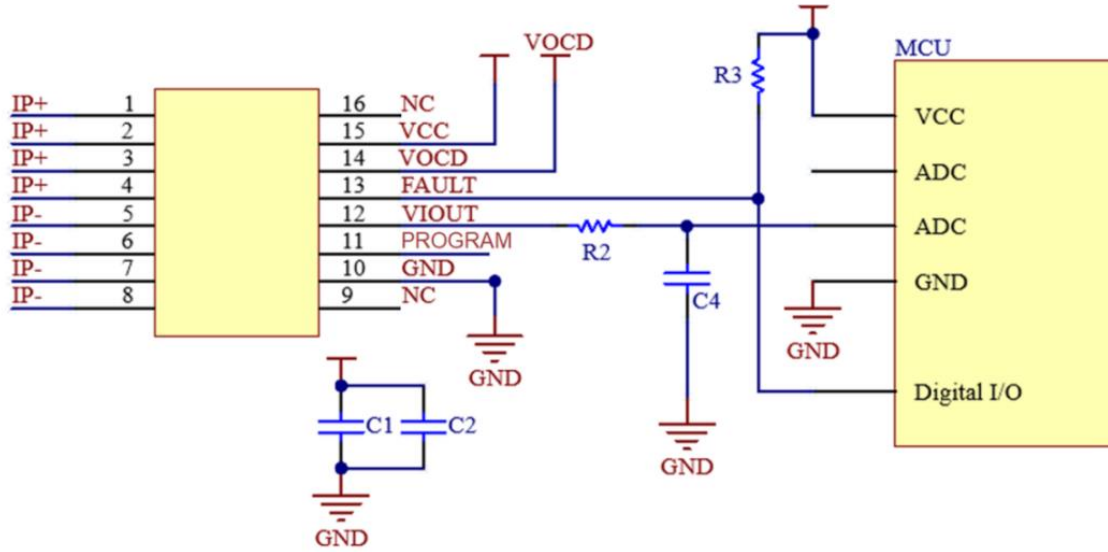 MCU
VOCD
R3
IP+ 1 16 NC
IP+ 2 15 VCC
IP+ 3 14 VOCD
IP+ 4 13 FAULT
IP- 5 12 VIOUT
IP- 6 11 PROGRAM
IP- 7 10 GND
IP- 8 9 NC
VCC
ADC
ADC
GND
Digital I/O
R2
C4
GND
GND
C1 C2
GND
GND